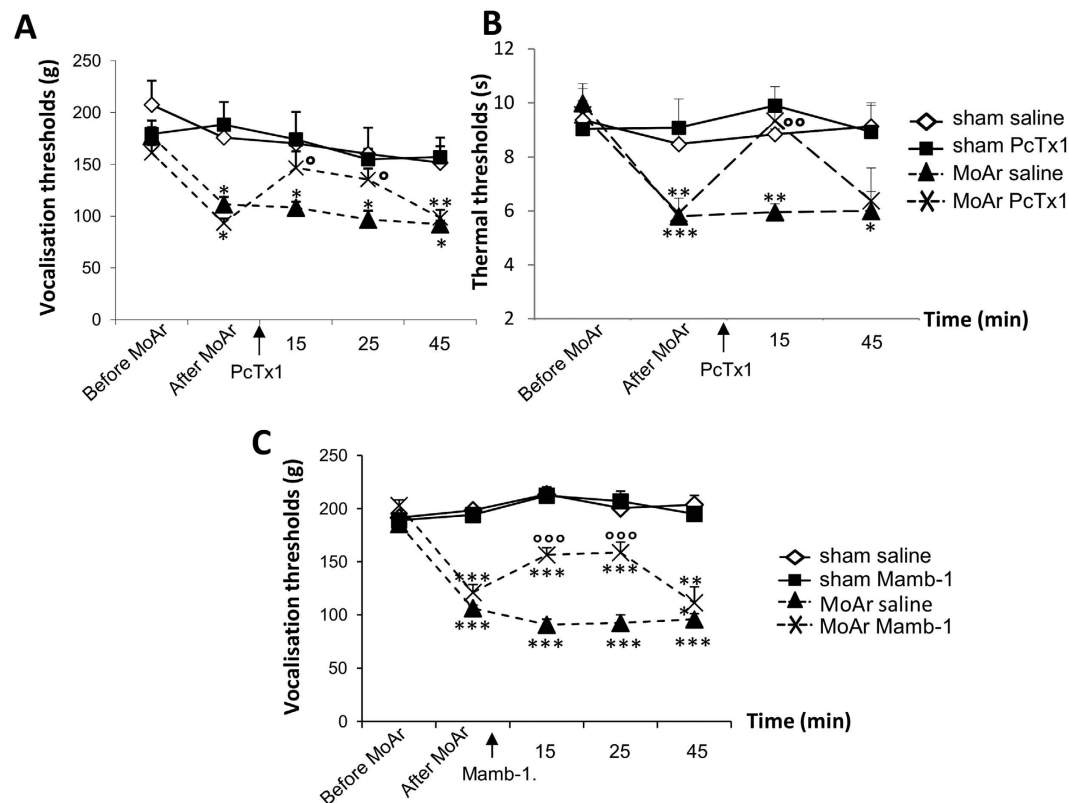 A
Vocalisation thresholds (g)
250
200
150
100
50
0
* * * **
* *
° °
Before MoAr After MoAr 15 25 45
PcTx1
B
Thermal thresholds (s)
12
10
8
6
4
2
°°
** **
*** *
Before MoAr After MoAr 15 45
PcTx1
Time (min)
sham saline
sham PcTx1
MoAr saline
MoAr PcTx1
C
Vocalisation thresholds (g)
250
200
150
100
50
0
°°° °°°
*** *** *** **
*
*** *** *** ***
Before MoAr After MoAr 15 25 45
Mamb-1.
Time (min)
sham saline
sham Mamb-1
MoAr saline
MoAr Mamb-1